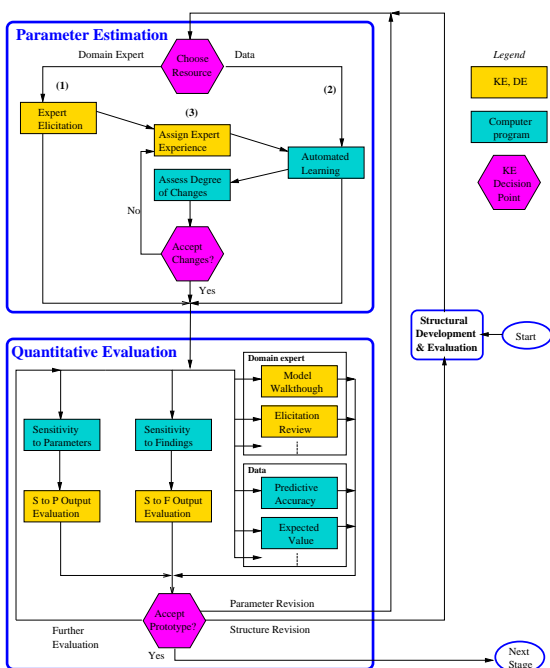 Parameter Estimation
Domain Expert
Choose
Resource
Data
(1)
(2)
(3)
Expert
Elicitation
Assign Expert
Experience
Automated
Learning
Assess Degree
of Changes
No
Accept
Changes?
Yes
Legend
KE, DE
Computer
program
KE
Decision
Point
Structural
Development
& Evaluation
Start
Quantitative Evaluation
Domain expert
Model
Walkthough
Elicitation
Review
Sensitivity
to Parameters
Sensitivity
to Findings
Data
Predictive
Accuracy
Expected
Value
S to P Output
Evaluation
S to F Output
Evaluation
Accept
Prototype?
Parameter Revision
Structure Revision
Further
Evaluation
Yes
Next
Stage